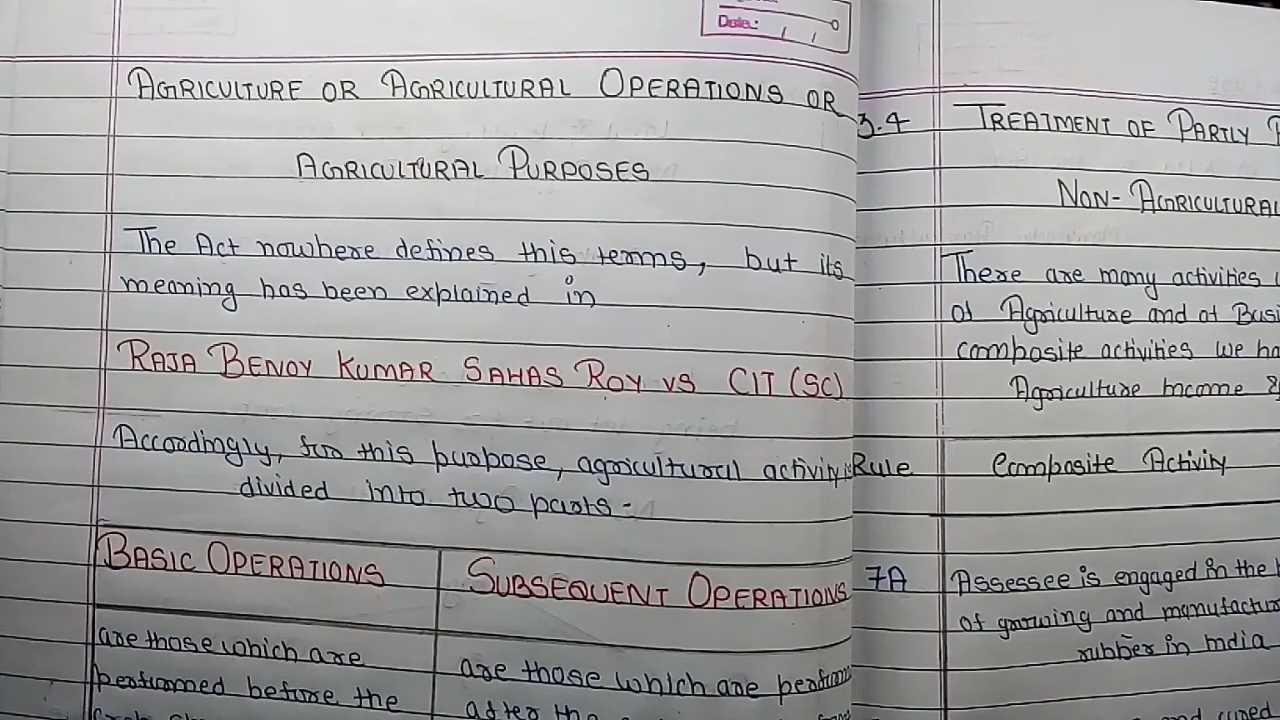 Date: / /
AGRICULTURE OR AGRICULTURAL OPERATIONS OR
AGRICULTURAL PURPOSES
The Act nowhere defines this terms, but its
meaning has been explained in
RAJA BENOY KUMAR SAHAS ROY VS CIT (SC)
Accordingly, for this purpose, agricultural activity is
divided into two parts -
BASIC OPERATIONS
SUBSEQUENT OPERATIONS
are those which are
performed before the
are those which are
after the
3.4 TREATMENT OF PARTLY
NON-AGRICULTURAL
There are many activities
of Agriculture and of
composite activities we
Agriculture Income &
Rule Composite Activity
7A Assessee is engaged in the
of growing and
rubber in India
and cured